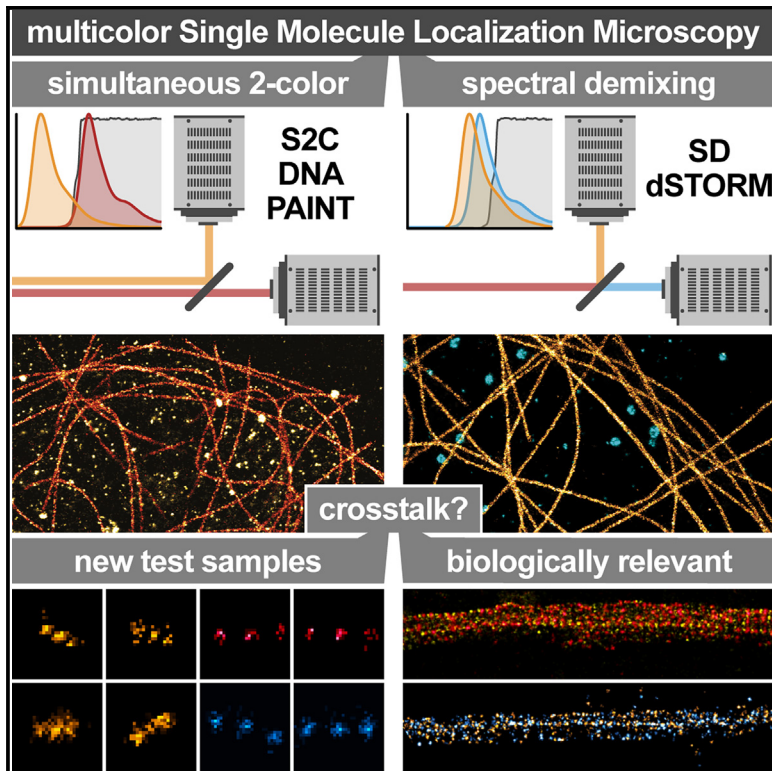 multicolor Single Molecule Localization Microscopy
simultaneous 2-color
spectral demixing
S2C
DNA
PAINT
SD
dSTORM
crosstalk?
new test samples
biologically relevant